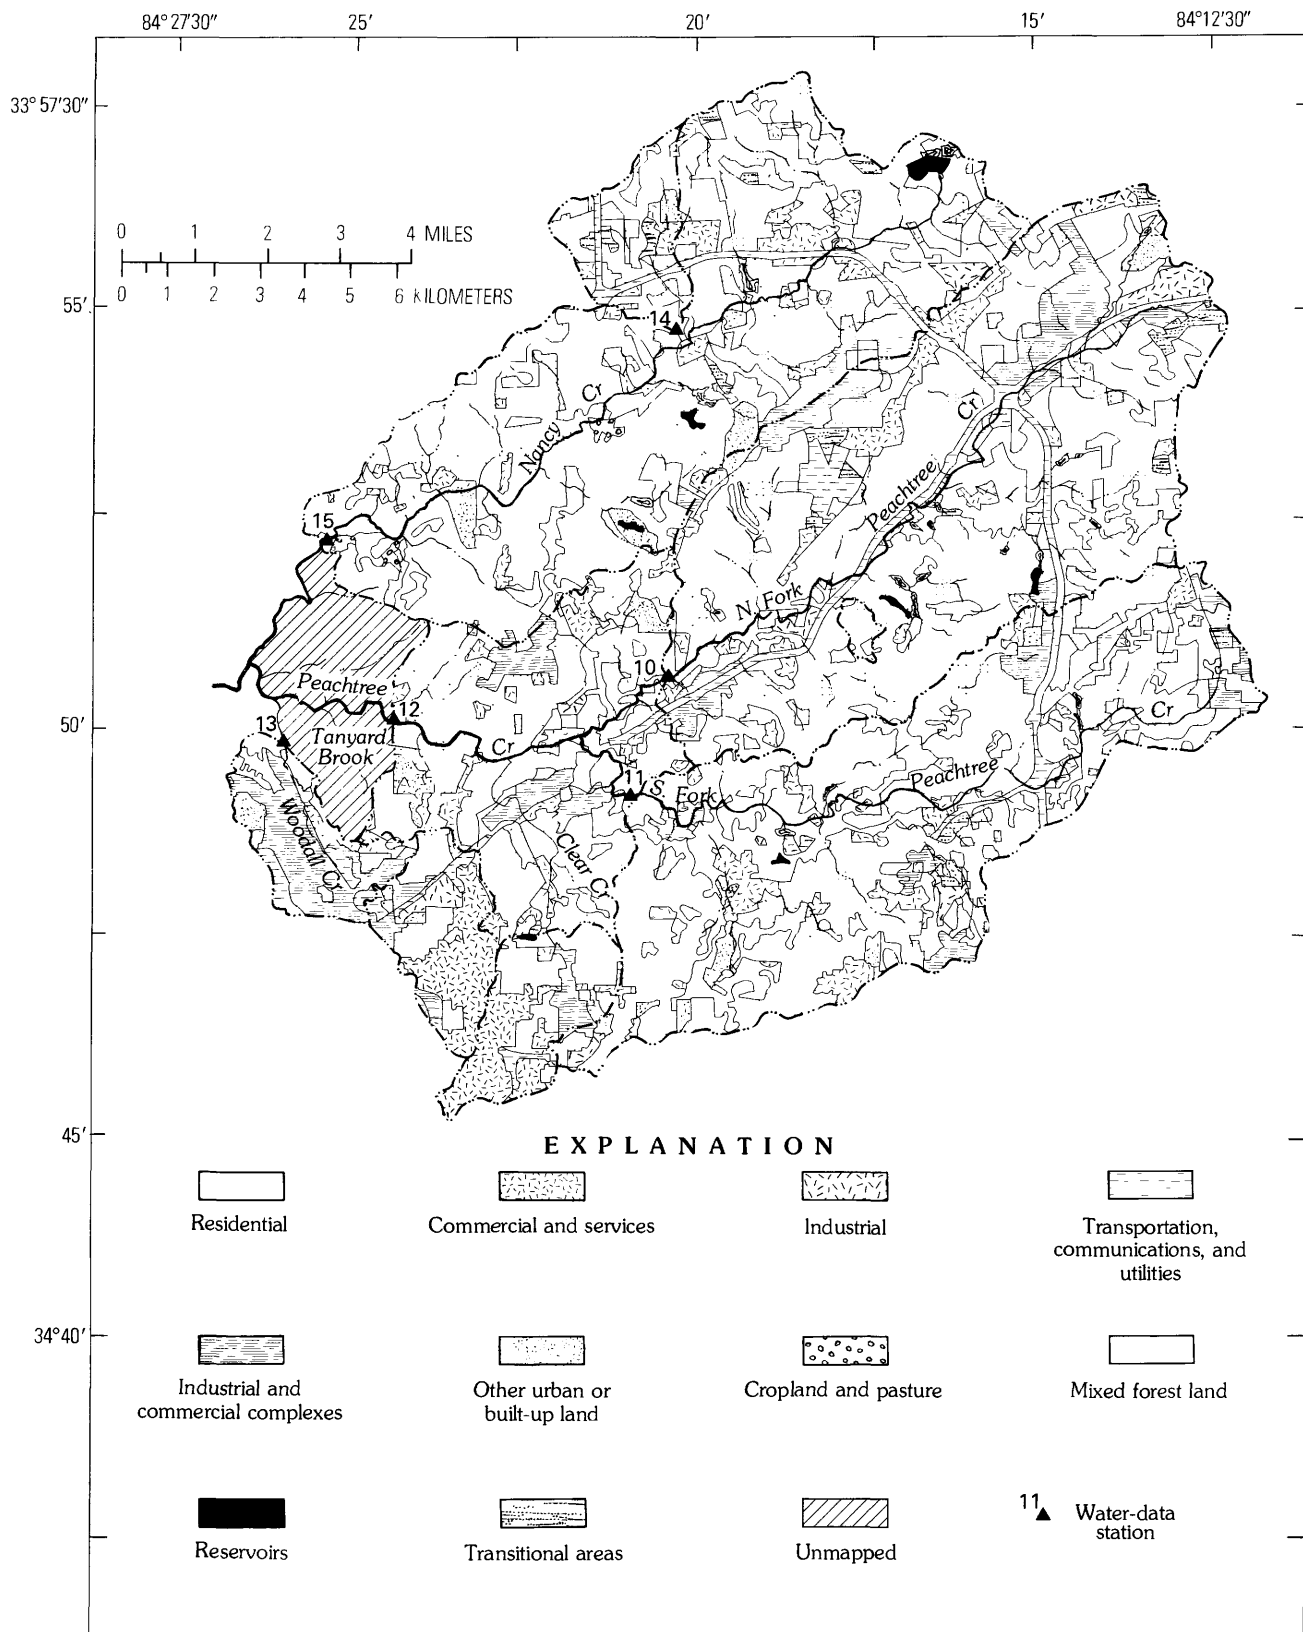 84°27'30" 25' 20' 15' 84°12'30"
33°57'30"
0 1 2 3 4 MILES
0 1 2 3 4 5 6 KILOMETERS
55'
14
Nancy Cr
Peachtree Cr
15
N. Fork
10
Peachtree
12
50'
13
Tanyard
Brook
Cr
Cr
Peachtree
11
S. Fork
Woodall Cr
Clear Cr
45'
EXPLANATION
Residential
Commercial and services
Industrial
Transportation,
communications, and
utilities
34°40'
Industrial and
commercial complexes
Other urban or
built-up land
Cropland and pasture
Mixed forest land
Reservoirs
Transitional areas
Unmapped
11
Water-data
station